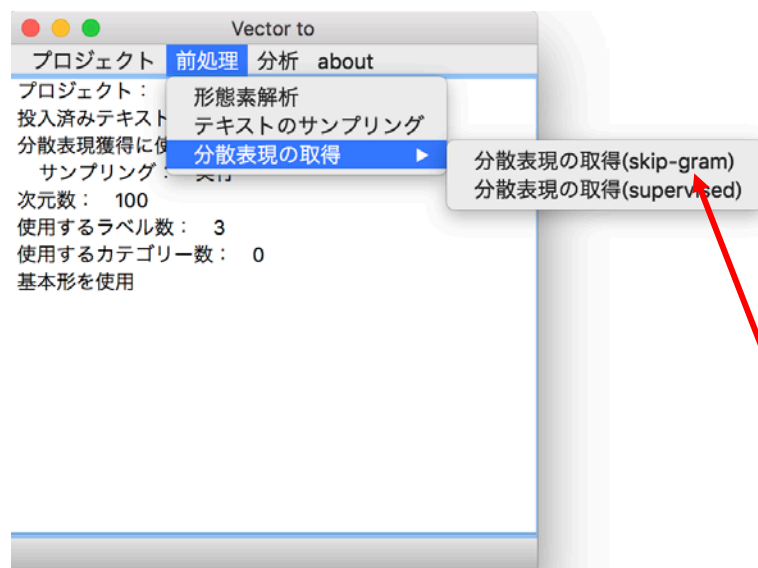 Vector to
プロジェクト 前処理 分析 about
プロジェクト：
投入済みテキスト
分散表現獲得に使
サンプリング：
次元数： 100
使用するラベル数： 3
使用するカテゴリー数： 0
基本形を使用
形態素解析
テキストのサンプリング
分散表現の取得 ▶
分散表現の取得(skip-gram)
分散表現の取得(supervised)